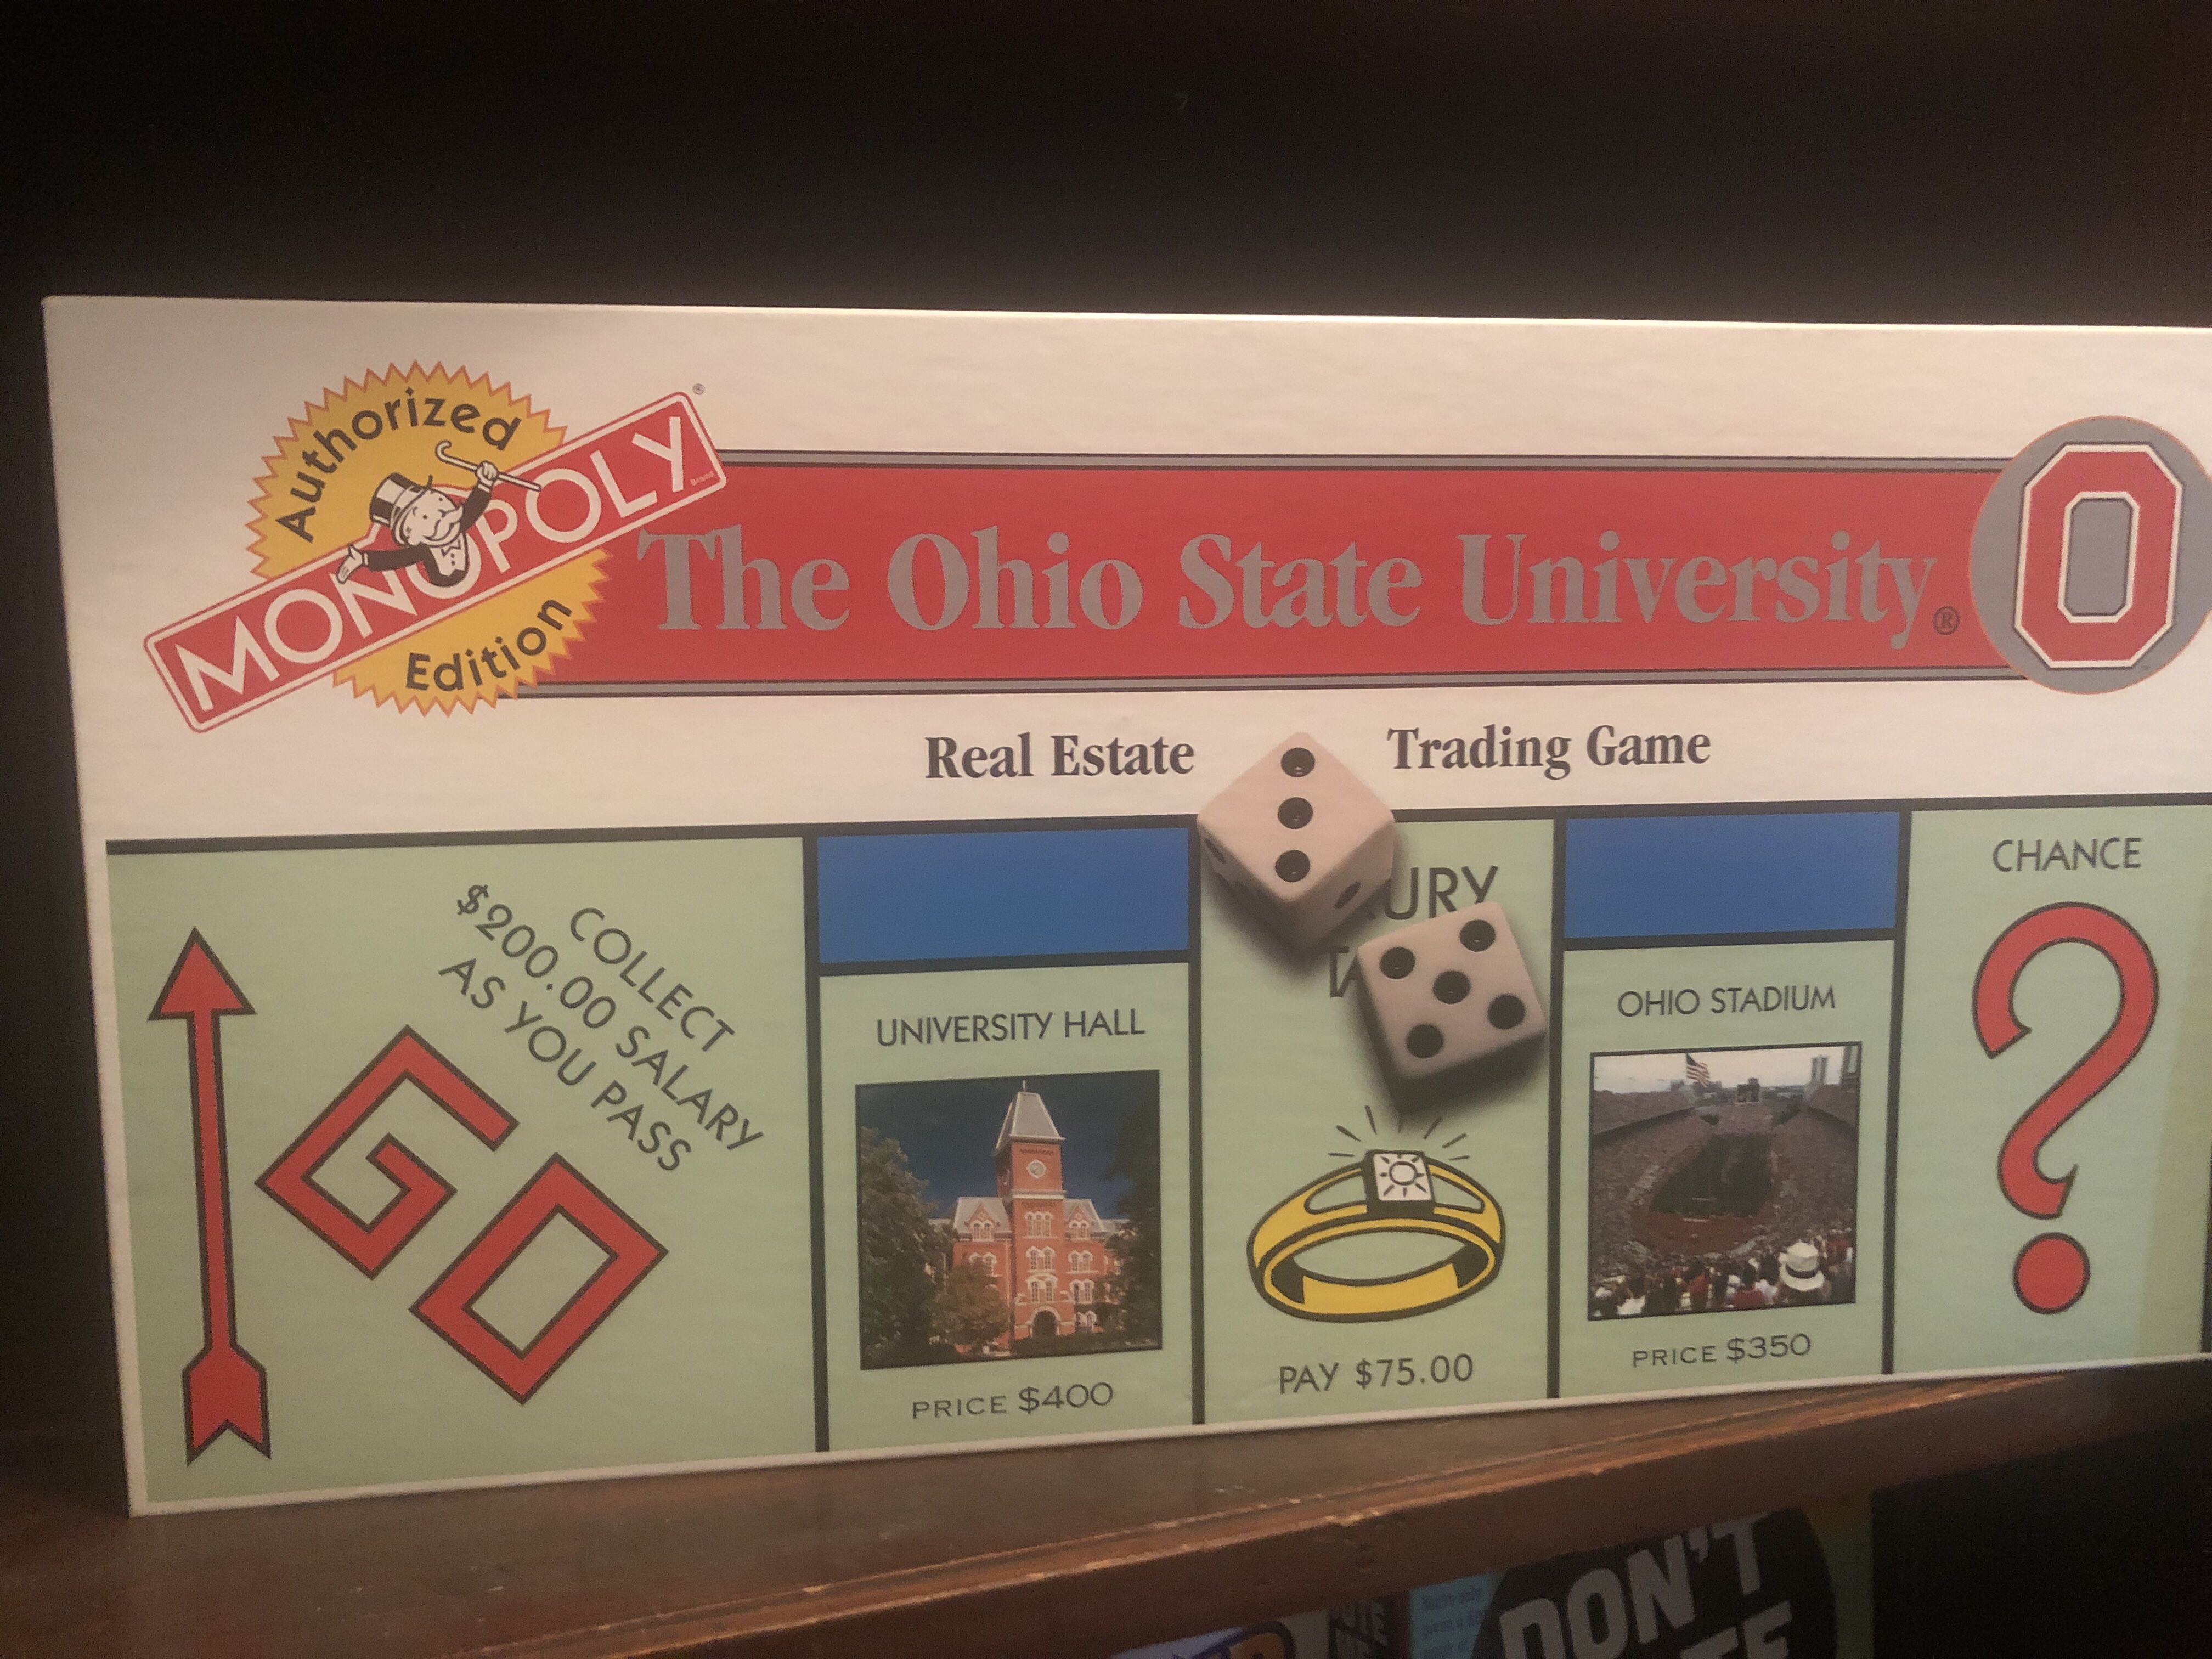 Authorized
MONOPOLY®
Brand
Edition
The Ohio State University®
O
Real Estate Trading Game
COLLECT
$200.00 SALARY
AS YOU PASS
GO
UNIVERSITY HALL
PRICE $400
PAY $75.00
OHIO STADIUM
PRICE $350
CHANCE
?
DON'T